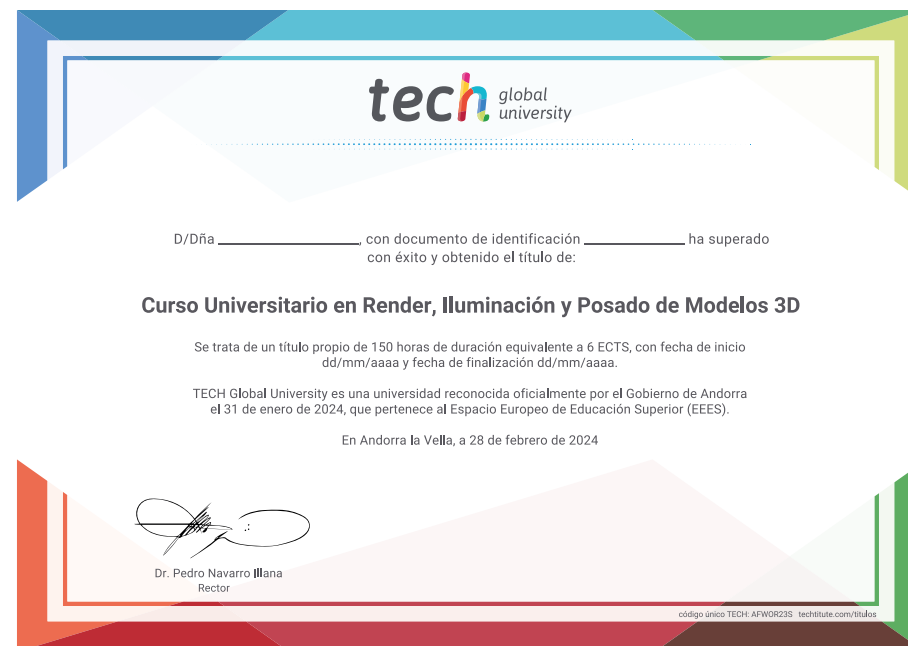 tech global
university
D/Dña ____________________, con documento de identificación ______________ ha superado
con éxito y obtenido el título de:
Curso Universitario en Render, Iluminación y Posado de Modelos 3D
Se trata de un título propio de 150 horas de duración equivalente a 6 ECTS, con fecha de inicio
dd/mm/aaaa y fecha de finalización dd/mm/aaaa.
TECH Global University es una universidad reconocida oficialmente por el Gobierno de Andorra
el 31 de enero de 2024, que pertenece al Espacio Europeo de Educación Superior (EEES).
En Andorra la Vella, a 28 de febrero de 2024
Dr. Pedro Navarro Illana
Rector
código único TECH: AFWOR23S techtitute.com/titulos